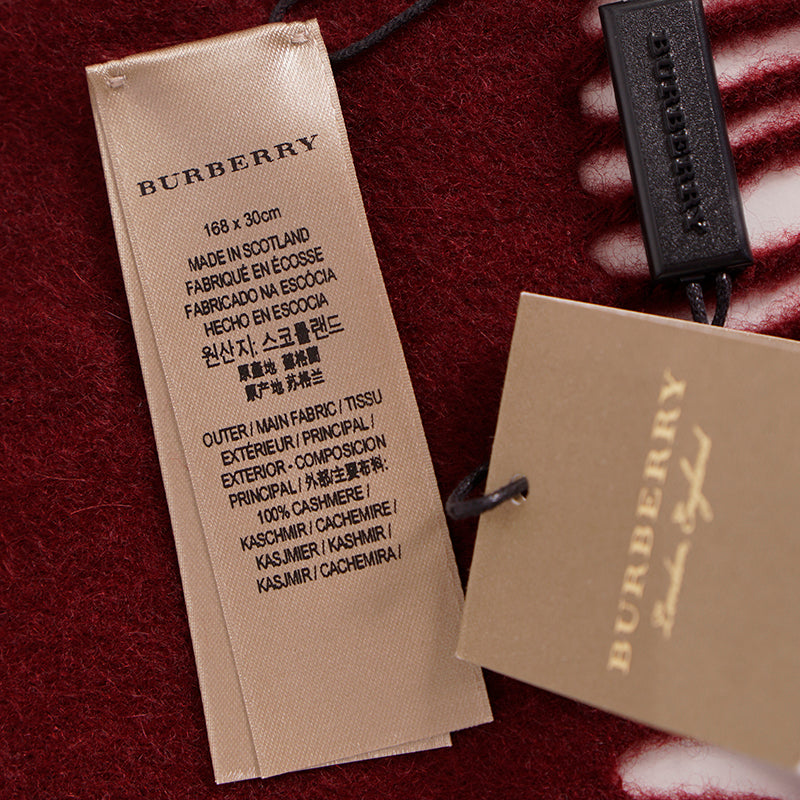 BURBERRY
168 x 30cm
MADE IN SCOTLAND
FABRIQUÉ EN ÉCOSSE
FABRICADO NA ESCÓCIA
HECHO EN ESCOCIA
원산지: 스코틀랜드
原產地 蘇格蘭
原产地 苏格兰
OUTER / MAIN FABRIC / TISSU
EXTÉRIEUR / PRINCIPAL /
EXTERIOR - COMPOSICION
PRINCIPAL / 外部/主要布料:
100% CASHMERE /
KASCHMIR / CACHEMIRE /
KASJMIER / KASHMIR /
KASJMIR / CACHEMIRA /
BURBERRY
BURBERRY
London England